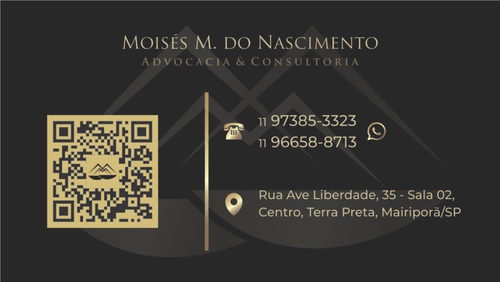 Moisés M. do Nascimento
Advocacia & Consultoria
11 97385-3323
11 96658-8713
Rua Ave Liberdade, 35 - Sala 02,
Centro, Terra Preta, Mairiporã/SP